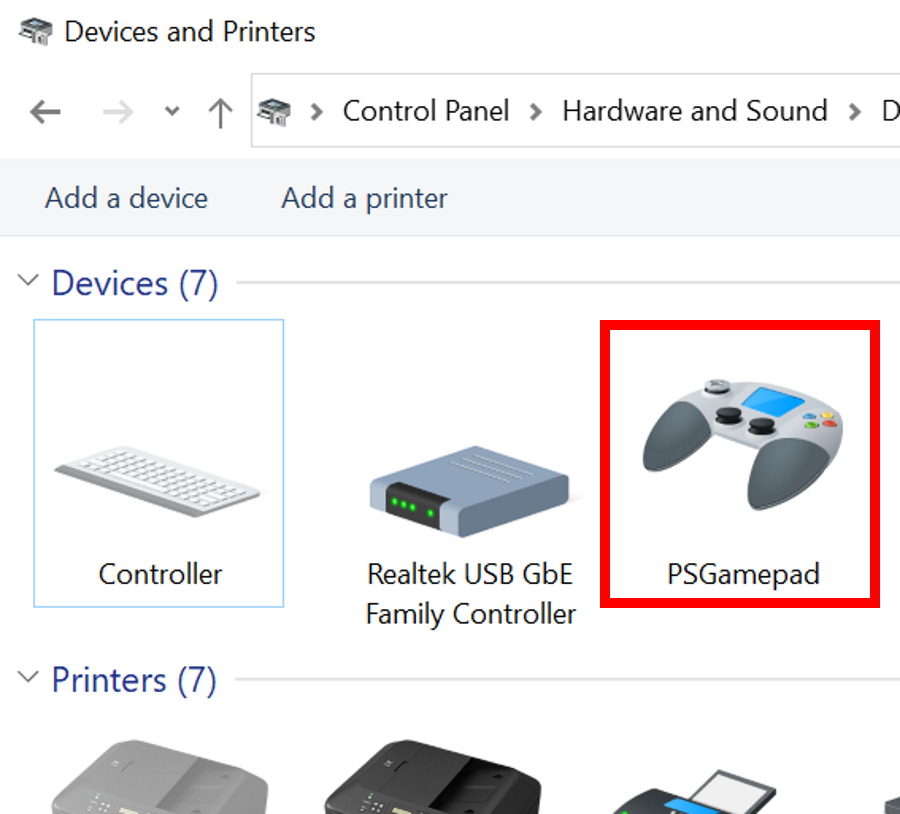 Devices and Printers
Control Panel Hardware and Sound D
Add a device Add a printer
Devices (7)
Controller
Realtek USB GbE
Family Controller
PSGamepad
Printers (7)